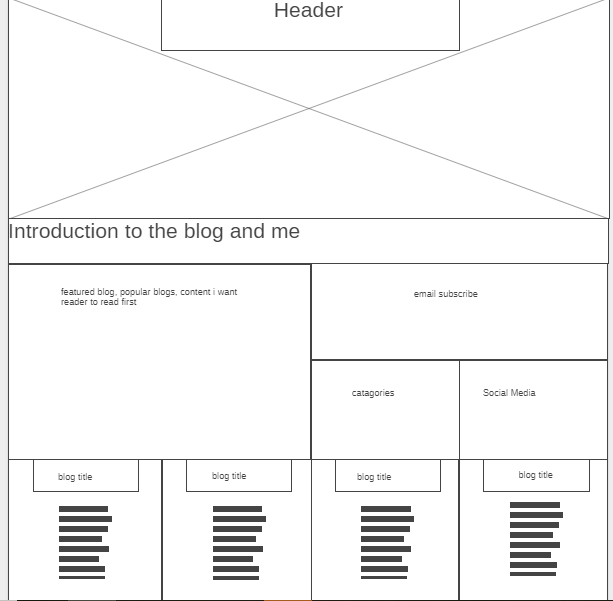 Header
Introduction to the blog and me
featured blog, popular blogs, content i want
reader to read first
email subscribe
catagories
Social Media
blog title
blog title
blog title
blog title